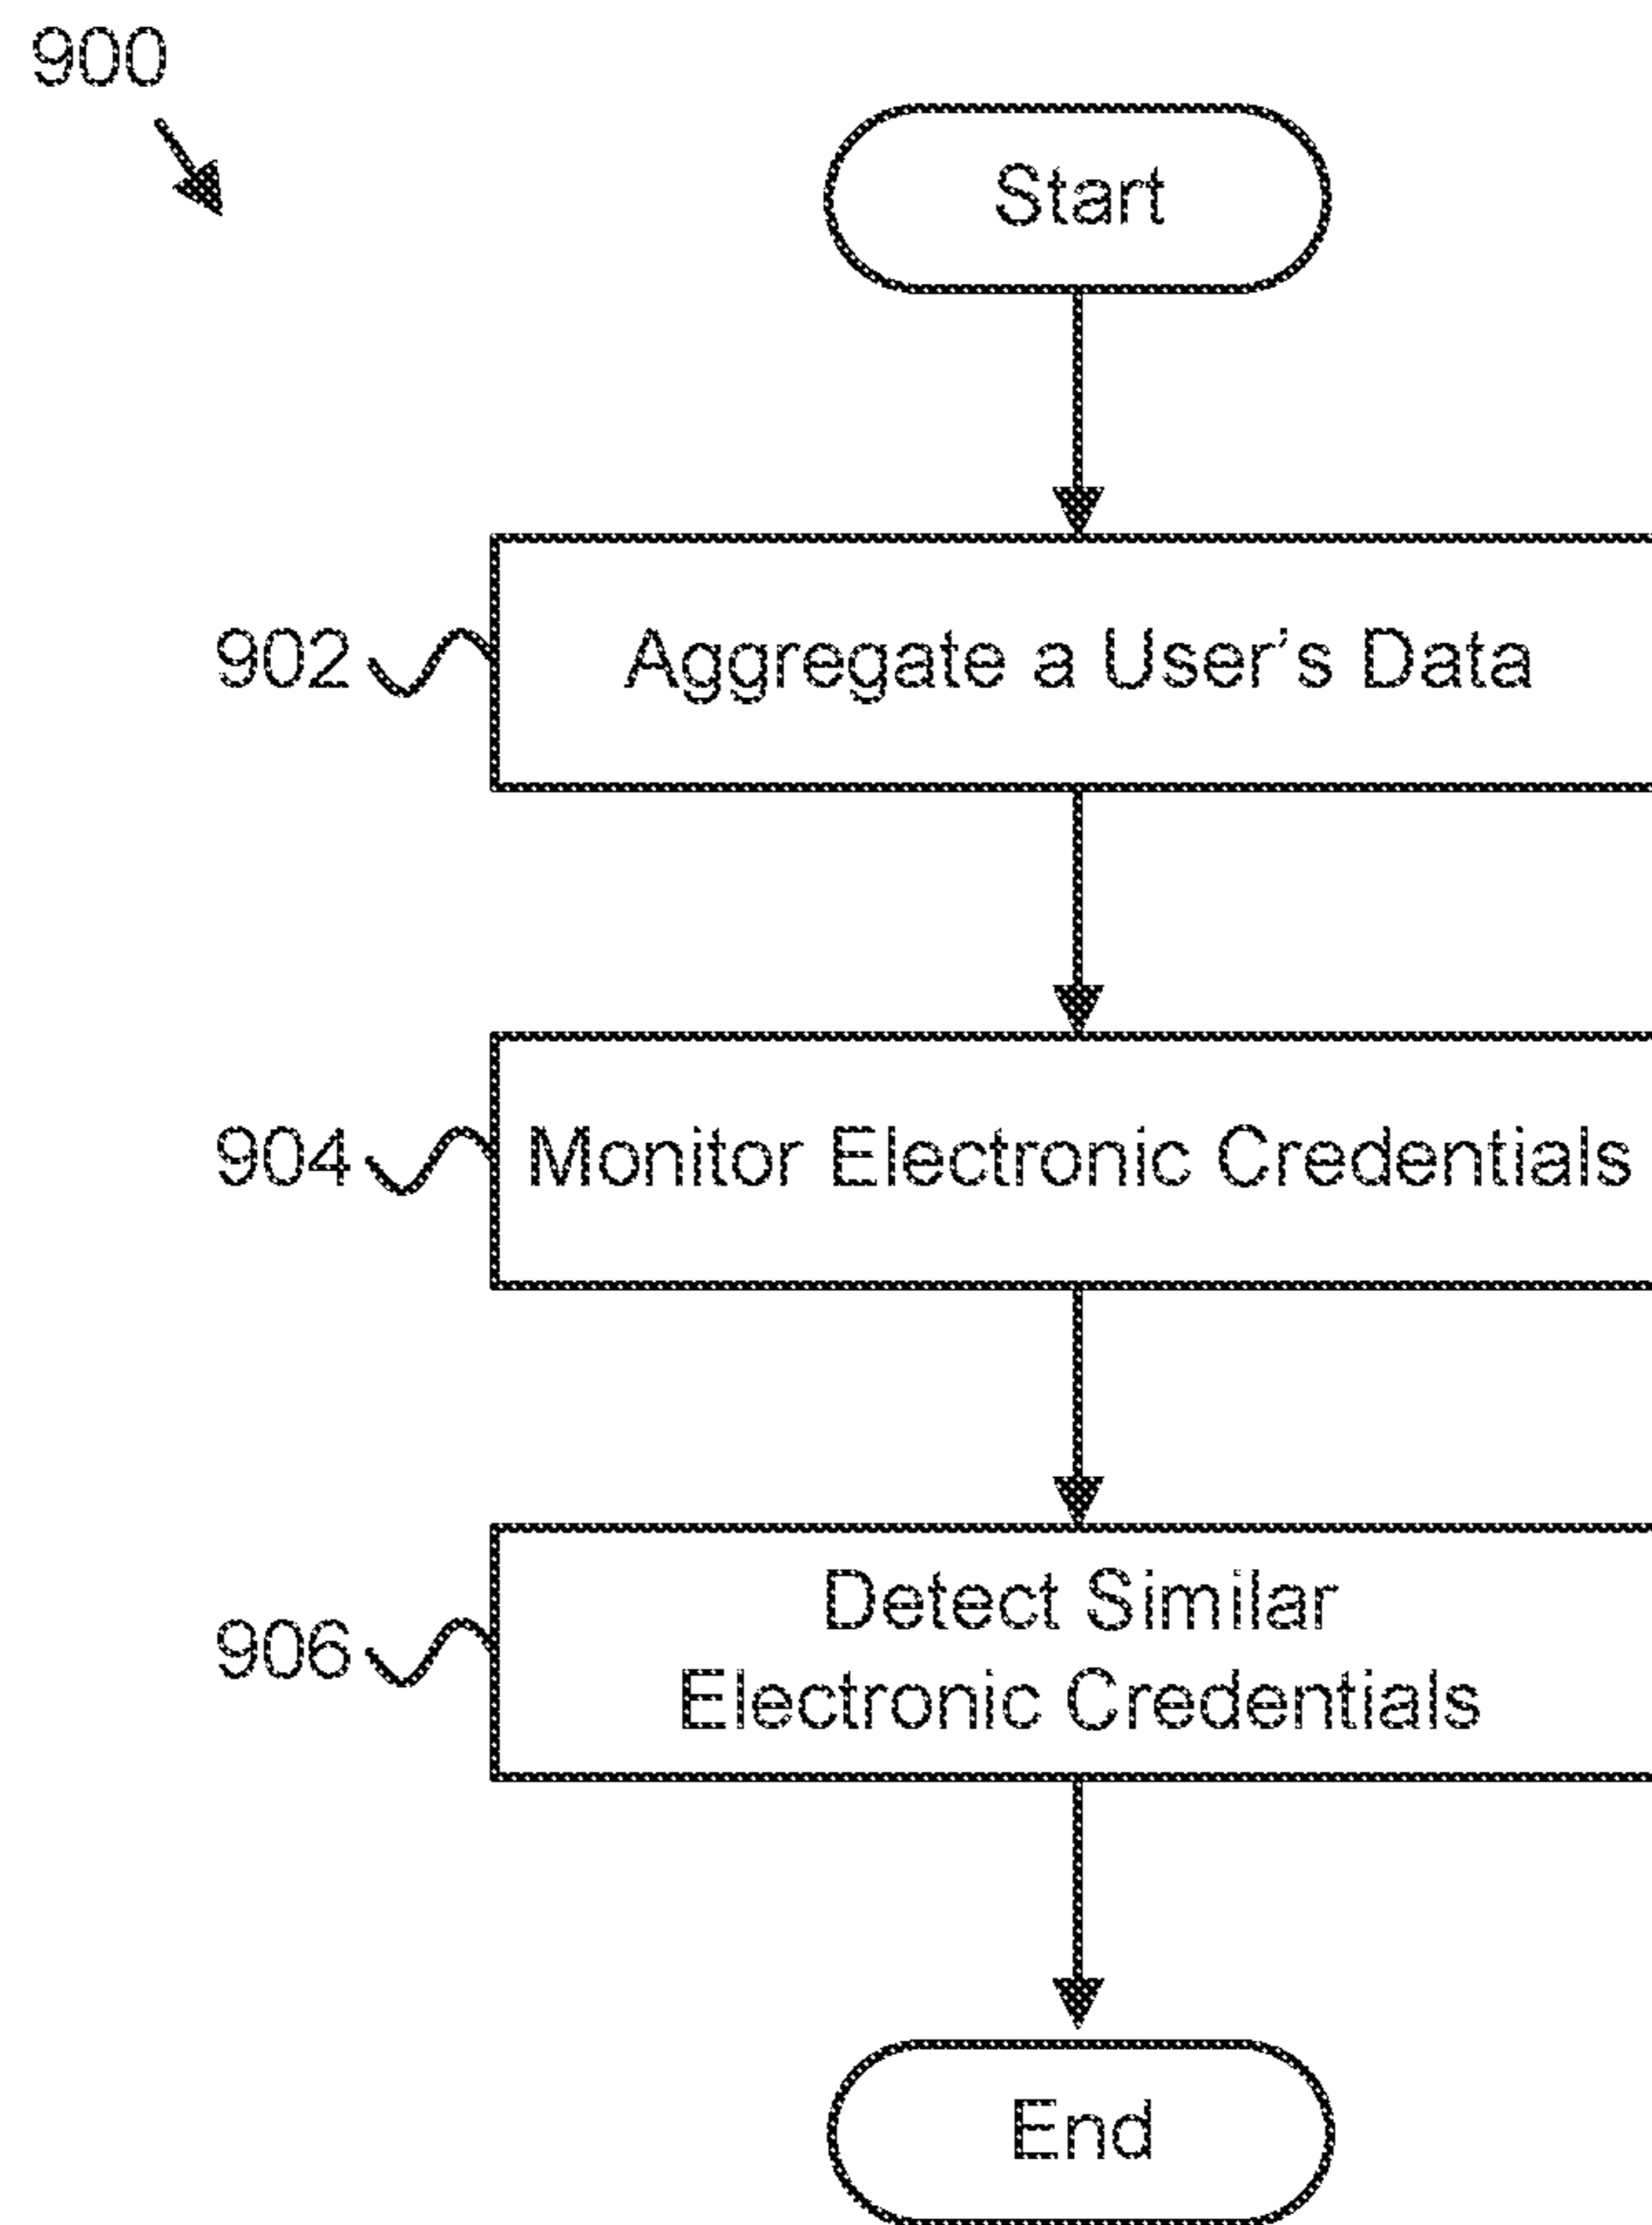 900
Start
902 Aggregate a User's Data
904 Monitor Electronic Credentials
Detect Similar
906
Electronic Credentials
End